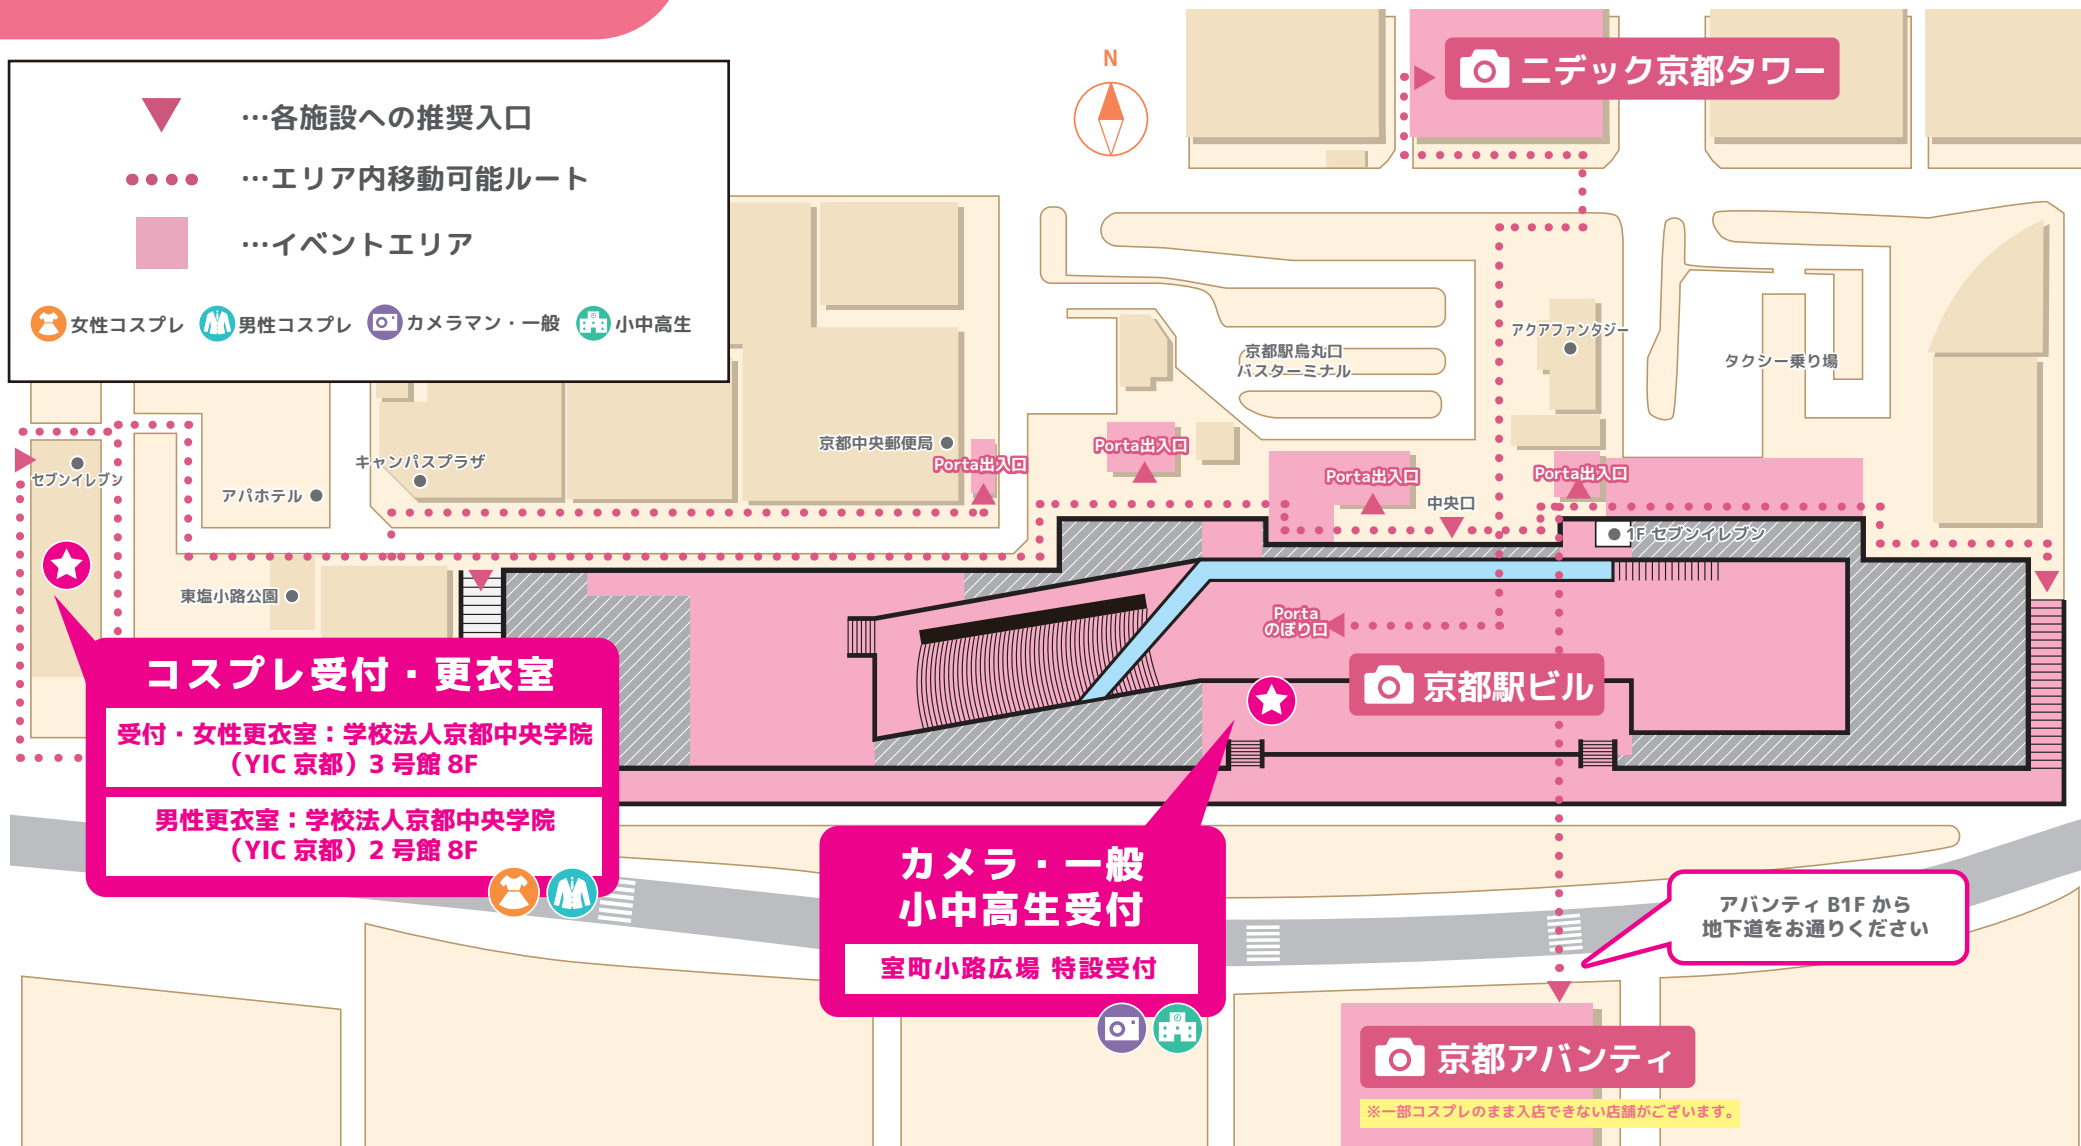 …各施設への推奨入口
…エリア内移動可能ルート
…イベントエリア
女性コスプレ
男性コスプレ
カメラマン・一般
小中高生
N
ニデック京都タワー
アクアファンタジー
京都駅烏丸口
バスターミナル
タクシー乗り場
京都中央郵便局
Porta出入口
Porta出入口
Porta出入口
Porta出入口
中央口
1F セブンイレブン
キャンパスプラザ
アパホテル
セブンイレブン
東塩小路公園
Porta
のぼり口
京都駅ビル
コスプレ受付・更衣室
受付・女性更衣室：学校法人京都中央学院
（YIC 京都）3 号館 8F
男性更衣室：学校法人京都中央学院
（YIC 京都）2 号館 8F
カメラ・一般
小中高生受付
室町小路広場 特設受付
アバンティ B1F から
地下道をお通りください
京都アバンティ
※一部コスプレのまま入店できない店舗がございます。